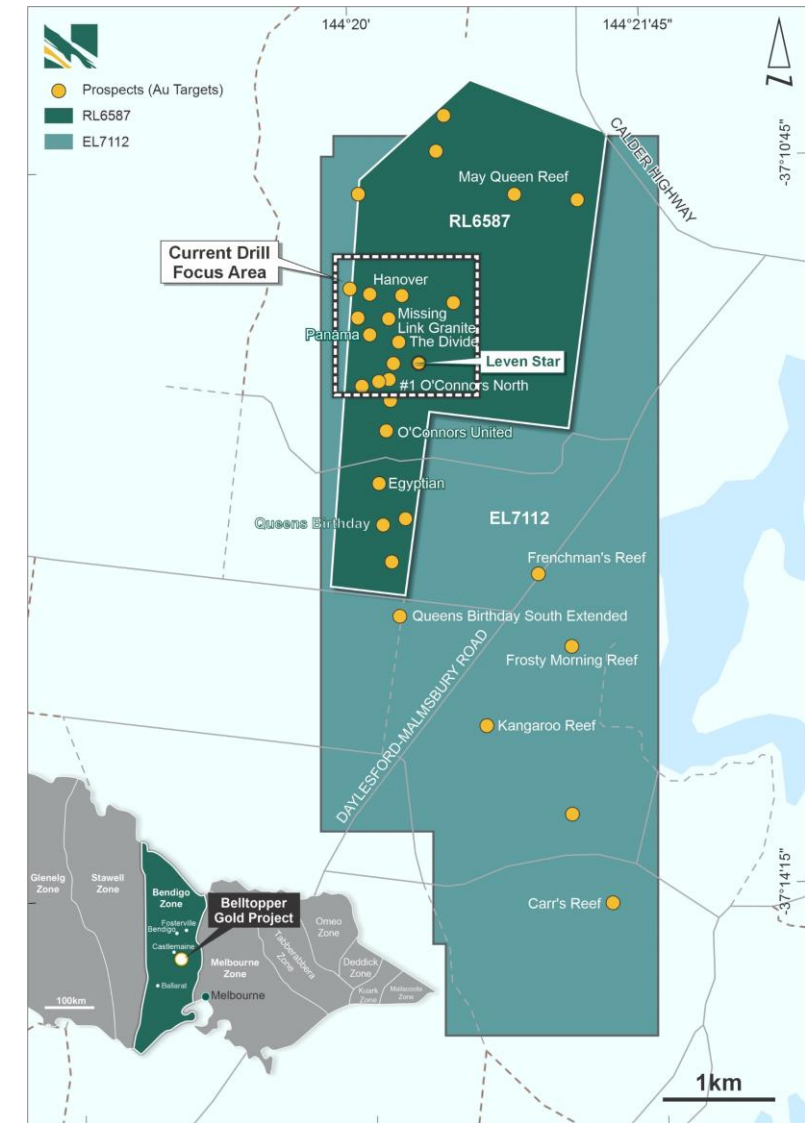 144°20'
144°21'45"
Prospects (Au Targets)
RL6587
EL7112
N
-37°10'45"
CALDER HIGHWAY
May Queen Reef
RL6587
Current Drill
Focus Area
Hanover
Missing
Link Granite
Panama
The Divide
Leven Star
#1 O'Connors North
O'Connors United
Egyptian
Queens Birthday
EL7112
Frenchman's Reef
Queens Birthday South Extended
Frosty Morning Reef
DAYLESFORD-MALMSBURY ROAD
Kangaroo Reef
-37°14'15"
Carr's Reef
Glenelg
Zone
Stawell
Zone
Bendigo
Zone
Fosterville
Bendigo
Castlemaine
Ballarat
Belltopper
Gold Project
Melbourne
Zone
Melbourne
Tabberabbera
Zone
Omeo
Zone
Deddick
Zone
Kuark
Zone
Mallacoota
Zone
100km
1km